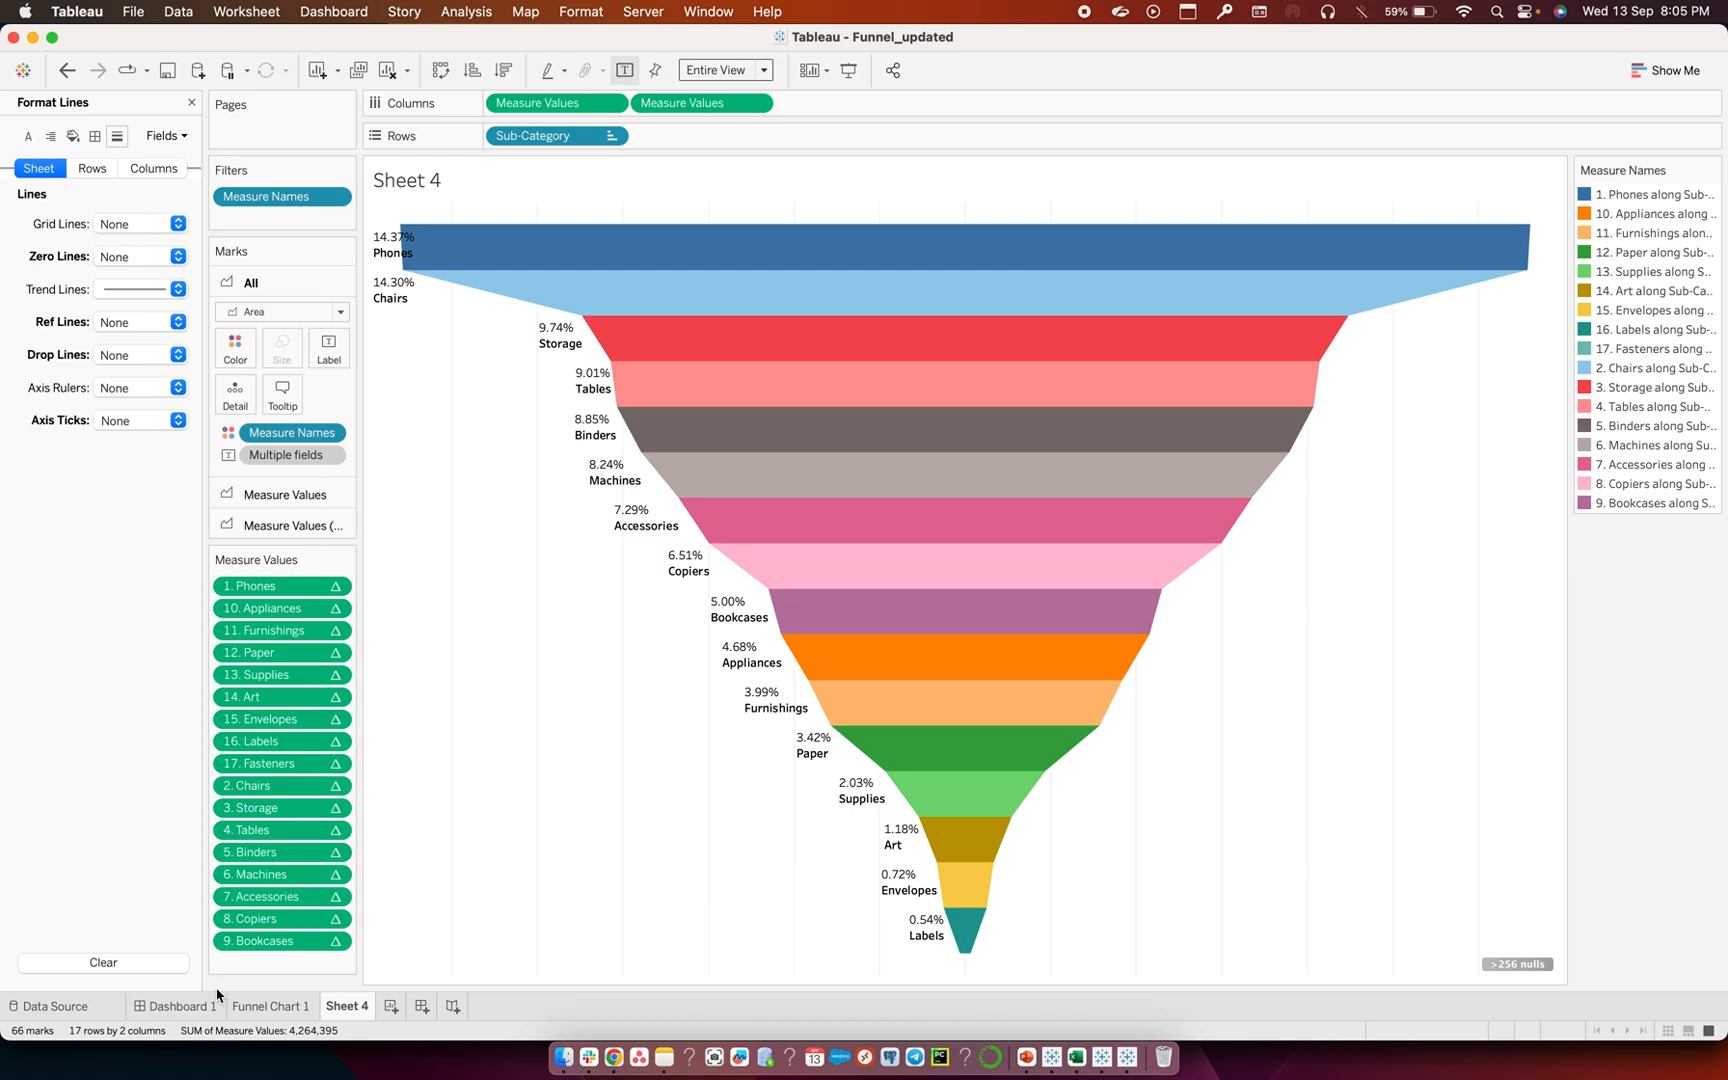 Tableau File Data Worksheet Dashboard Story Analysis Map Format Server Window Help 59% Wed 13 Sep 8:05 PM
Tableau - Funnel_updated
Entire View Show Me
Format Lines
Fields
Sheet Rows Columns
Lines
Grid Lines: None
Zero Lines: None
Trend Lines:
Ref Lines: None
Drop Lines: None
Axis Rulers: None
Axis Ticks: None
Clear
Pages
Filters
Measure Names
Marks
All
Area
Color Size Label
Detail Tooltip
Measure Names
Multiple fields
Measure Values
Measure Values (...
Measure Values
1. Phones
10. Appliances
11. Furnishings
12. Paper
13. Supplies
14. Art
15. Envelopes
16. Labels
17. Fasteners
2. Chairs
3. Storage
4. Tables
5. Binders
6. Machines
7. Accessories
8. Copiers
9. Bookcases
Columns Measure Values Measure Values
Rows Sub-Category
Sheet 4
14.37%
Phones
14.30%
Chairs
9.74%
Storage
9.01%
Tables
8.85%
Binders
8.24%
Machines
7.29%
Accessories
6.51%
Copiers
5.00%
Bookcases
4.68%
Appliances
3.99%
Furnishings
3.42%
Paper
2.03%
Supplies
1.18%
Art
0.72%
Envelopes
0.54%
Labels
>256 nulls
Measure Names
1. Phones along Sub-..
10. Appliances along ..
11. Furnishings alon..
12. Paper along Sub-..
13. Supplies along S..
14. Art along Sub-Ca..
15. Envelopes along ..
16. Labels along Sub-..
17. Fasteners along ..
2. Chairs along Sub-C..
3. Storage along Sub..
4. Tables along Sub-..
5. Binders along Sub-..
6. Machines along Su..
7. Accessories along ..
8. Copiers along Sub-..
9. Bookcases along S..
Data Source Dashboard 1 Funnel Chart 1 Sheet 4
66 marks 17 rows by 2 columns SUM of Measure Values: 4,264,395